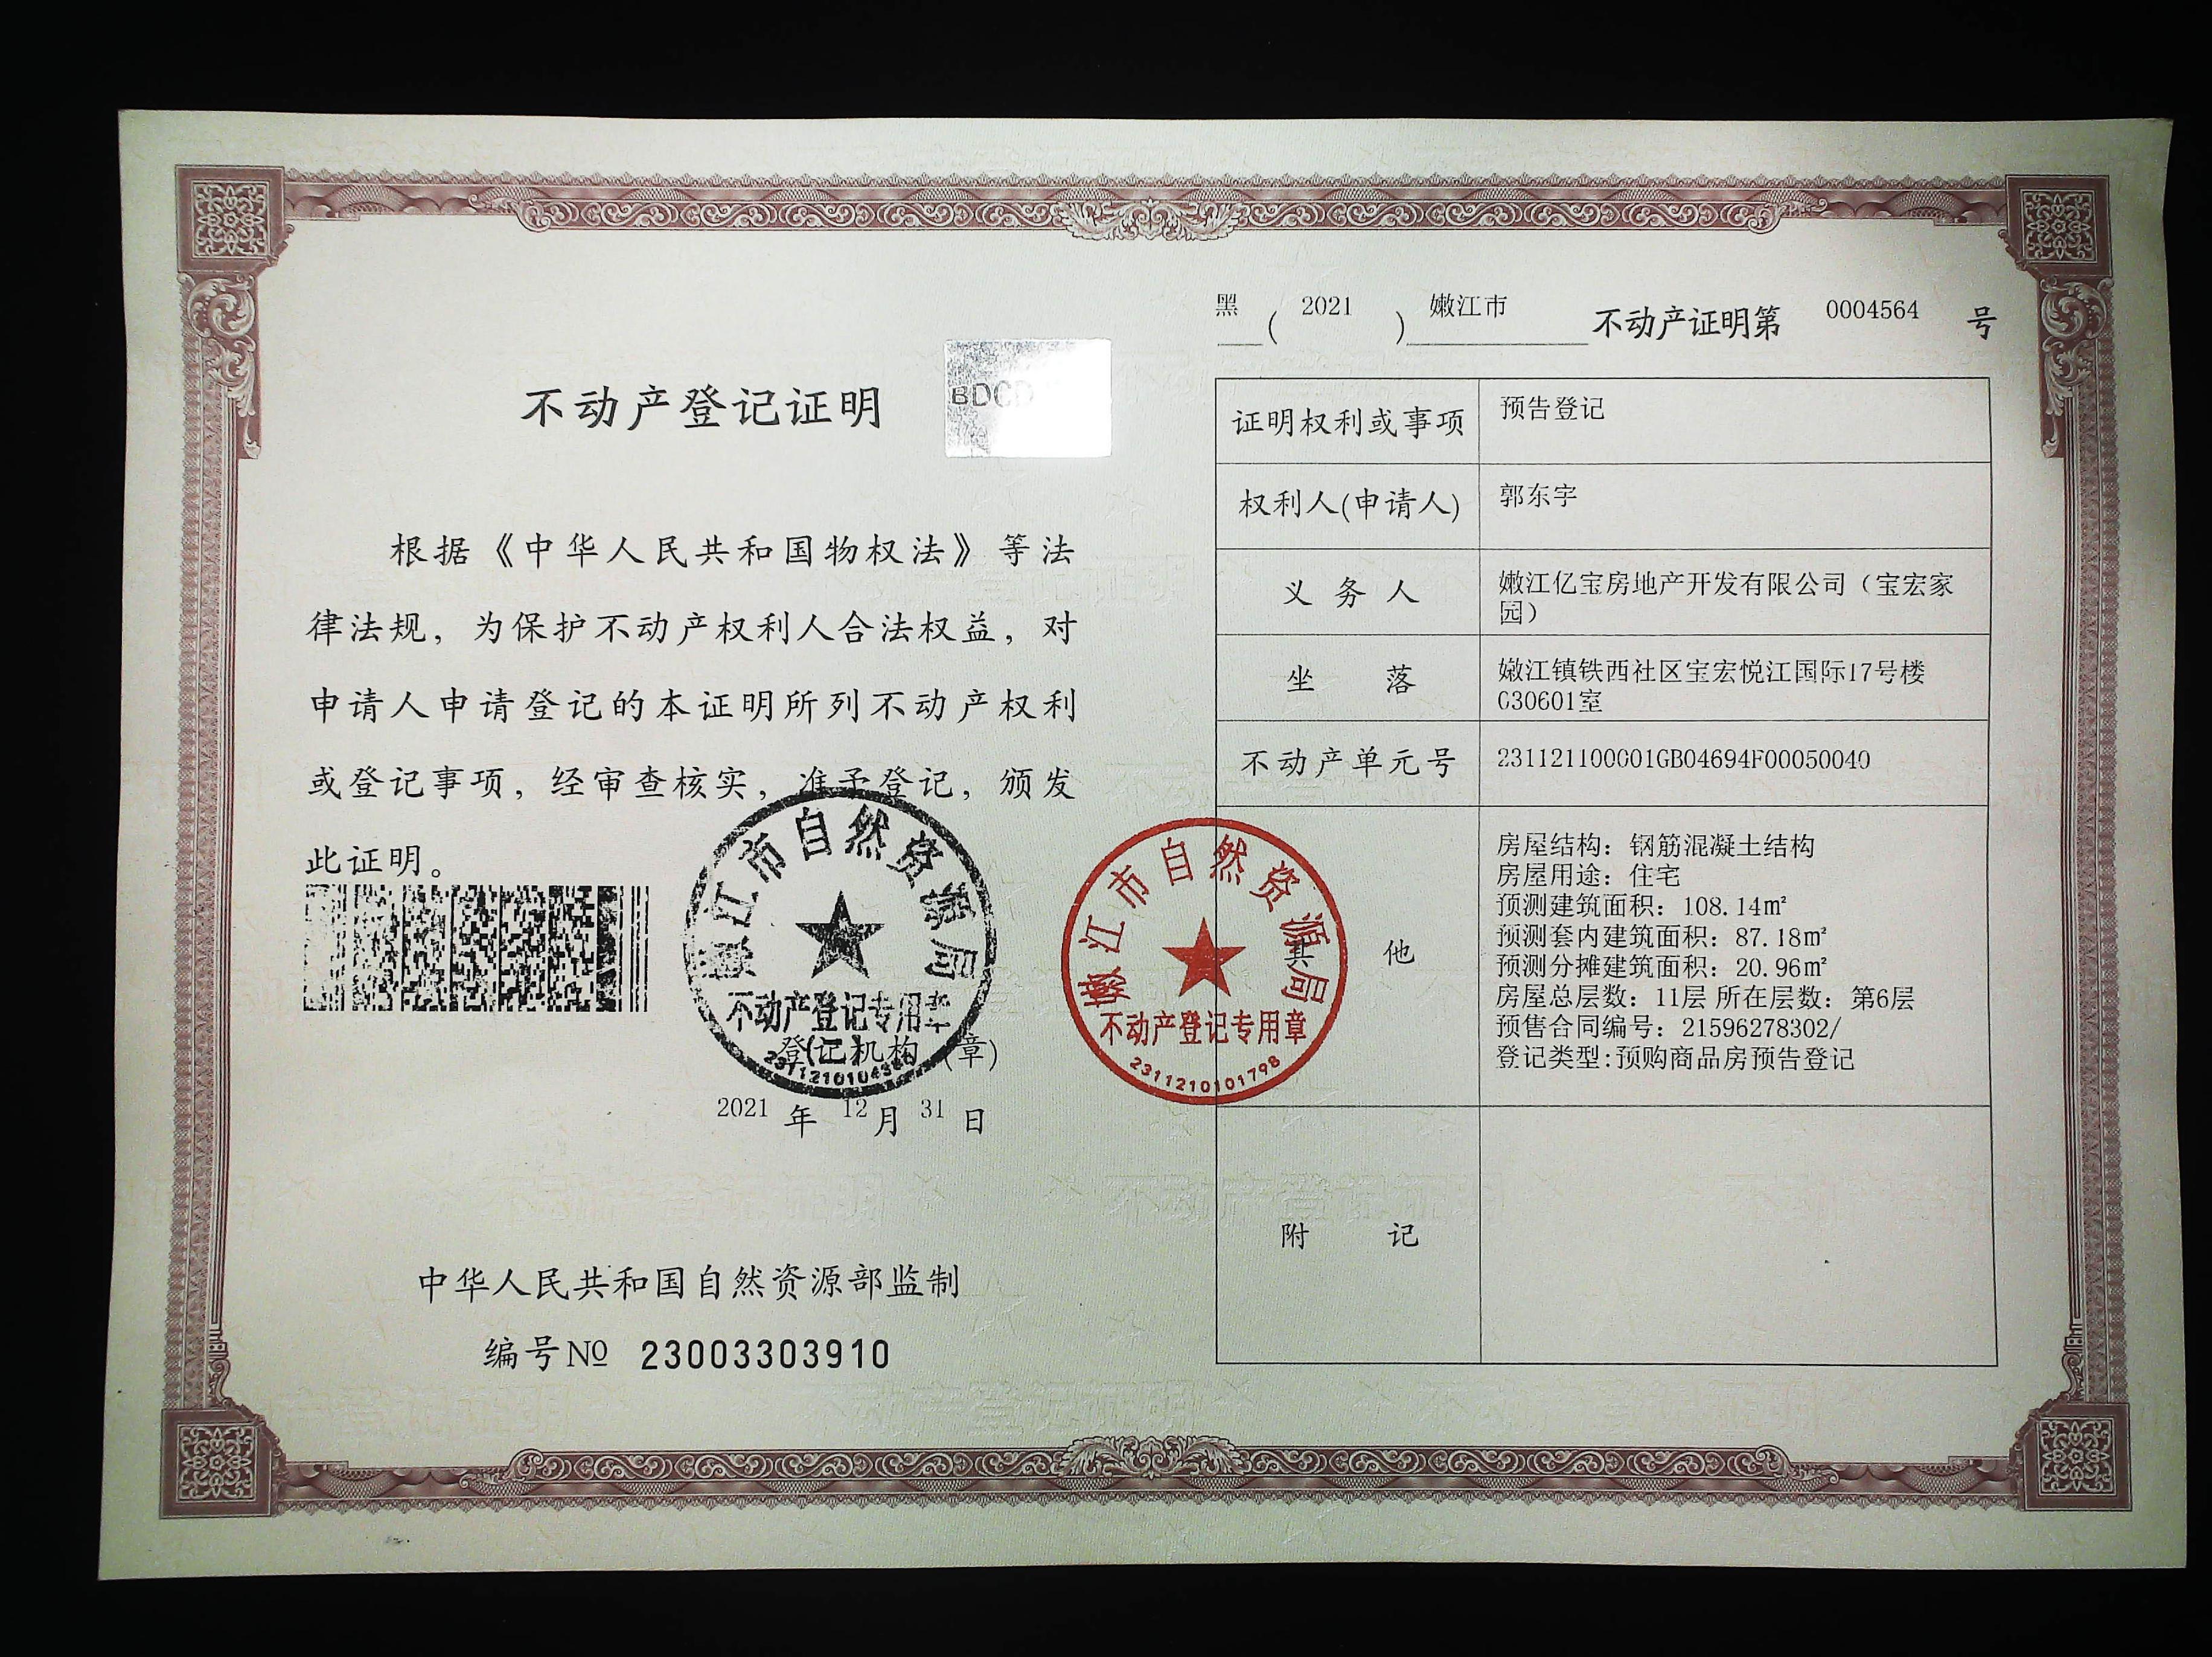 不动产登记证明
BDCD
根据《中华人民共和国物权法》等法
律法规，为保护不动产权利人合法权益，对
申请人申请登记的本证明所列不动产权利
或登记事项，经审查核实，准予登记，颁发
此证明。
嫩江市自然资源局
不动产登记专用章
登记机构（章）
2021 年 12 月 31 日
中华人民共和国自然资源部监制
编号№ 23003303910
黑（2021）嫩江市不动产证明第 0004564 号
证明权利或事项 预告登记
权利人(申请人) 郭东宇
义务人 嫩江亿宝房地产开发有限公司（宝宏家
园）
坐落 嫩江镇铁西社区宝宏悦江国际17号楼
C30601室
不动产单元号 231121100001GB04694F00050040
其他
房屋结构：钢筋混凝土结构
房屋用途：住宅
预测建筑面积：108.14㎡
预测套内建筑面积：87.18㎡
预测分摊建筑面积：20.96㎡
房屋总层数：11层 所在层数：第6层
预售合同编号：21596278302/
登记类型:预购商品房预告登记
嫩江市自然资源局
不动产登记专用章
2311210101798
附记